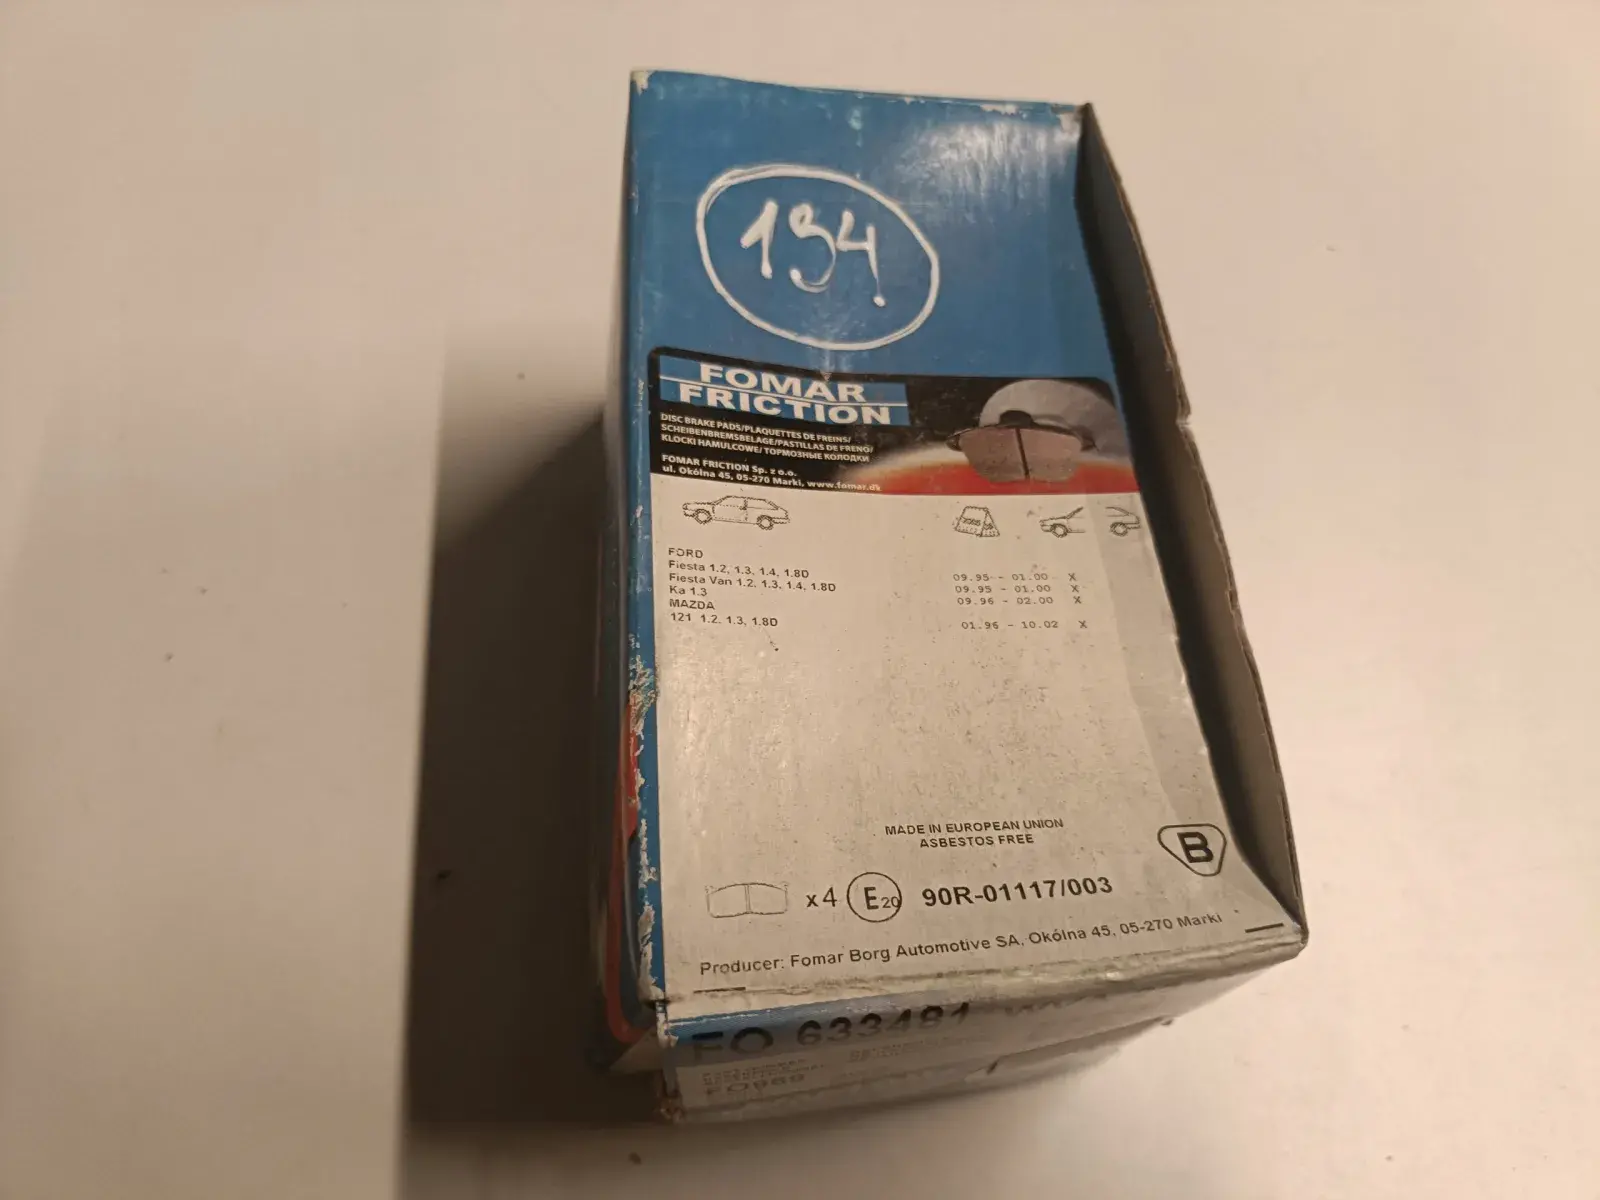 194
FOMAR
FRICTION
DISC BRAKE PADS/PLAQUETTES DE FREINS/
SCHEIBENBREMSBELAGE/PASTILLAS DE FRENO/
KLOCKI HAMULCOWE/ТОРМОЗНЫЕ КОЛОДКИ
FOMAR FRICTION Sp. z o.o.
ul. Okólna 45, 05-270 Marki, www.fomar.dk
FORD
Fiesta 1.2, 1.3, 1.4, 1.8D 09.95 - 01.00 X
Fiesta Van 1.2, 1.3, 1.4, 1.8D 09.95 - 01.00 X
Ka 1.3 09.96 - 02.00 X
MAZDA
121 1.2. 1.3, 1.8D 01.96 - 10.02 X
MADE IN EUROPEAN UNION
ASBESTOS FREE
B
x4 E20 90R-01117/003
Producer: Fomar Borg Automotive SA, Okólna 45, 05-270 Marki
FO 633481